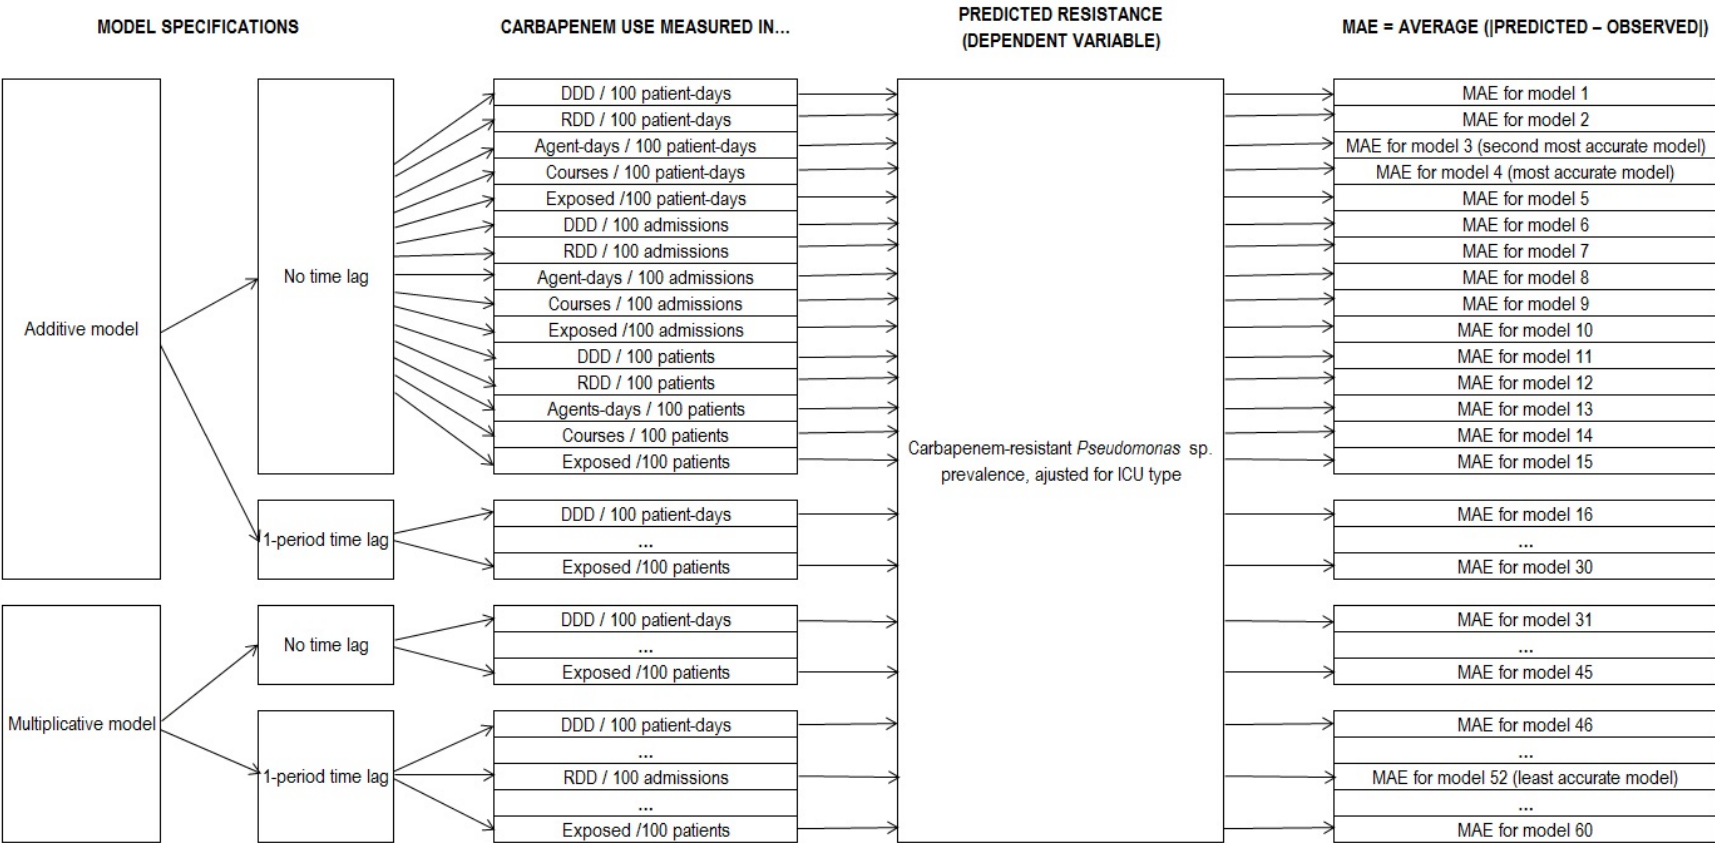 MODEL SPECIFICATIONS
CARBAPENEM USE MEASURED IN...
PREDICTED RESISTANCE
(DEPENDENT VARIABLE)
MAE = AVERAGE (|PREDICTED – OBSERVED|)
Additive model
No time lag
DDD / 100 patient-days
RDD / 100 patient-days
Agent-days / 100 patient-days
Courses / 100 patient-days
Exposed /100 patient-days
DDD / 100 admissions
RDD / 100 admissions
Agent-days / 100 admissions
Courses / 100 admissions
Exposed /100 admissions
DDD / 100 patients
RDD / 100 patients
Agents-days / 100 patients
Courses / 100 patients
Exposed /100 patients
1-period time lag
DDD / 100 patient-days
...
Exposed /100 patients
Multiplicative model
No time lag
DDD / 100 patient-days
...
Exposed /100 patients
1-period time lag
DDD / 100 patient-days
...
RDD / 100 admissions
...
Exposed /100 patients
Carbapenem-resistant Pseudomonas sp.
prevalence, ajusted for ICU type
MAE for model 1
MAE for model 2
MAE for model 3 (second most accurate model)
MAE for model 4 (most accurate model)
MAE for model 5
MAE for model 6
MAE for model 7
MAE for model 8
MAE for model 9
MAE for model 10
MAE for model 11
MAE for model 12
MAE for model 13
MAE for model 14
MAE for model 15
MAE for model 16
...
MAE for model 30
MAE for model 31
...
MAE for model 45
MAE for model 46
...
MAE for model 52 (least accurate model)
...
MAE for model 60